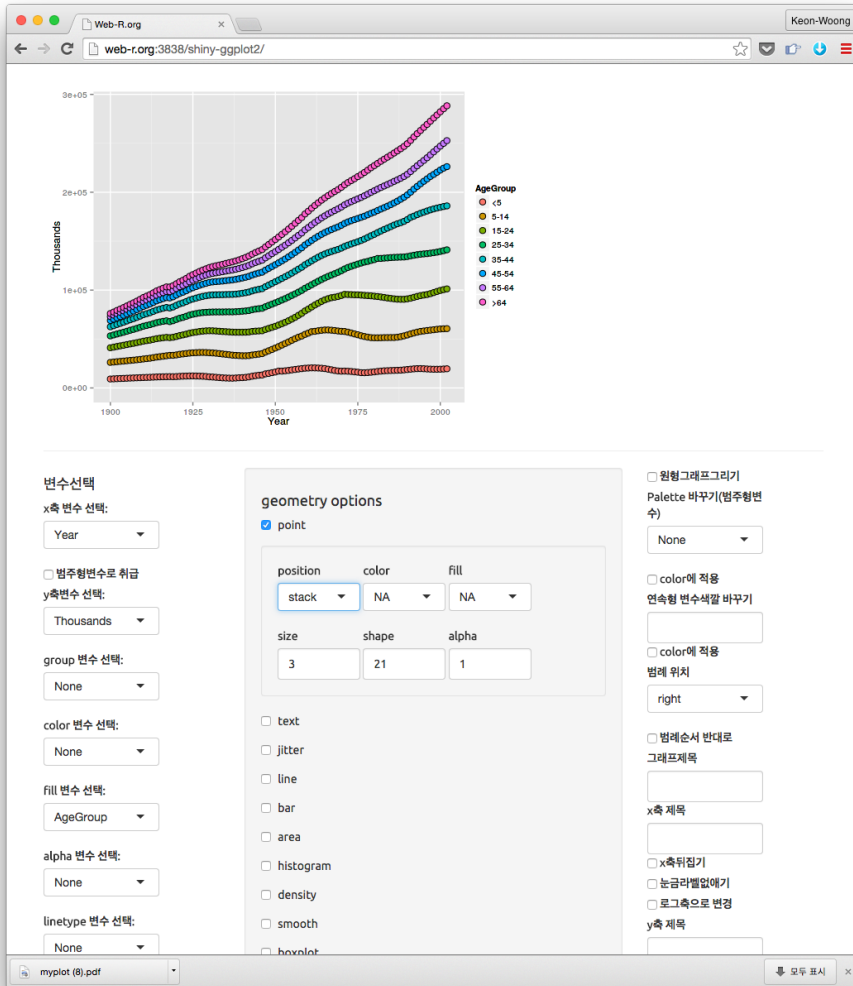 Web-R.org
Keon-Woong
web-r.org:3838/shiny-ggplot2/
3e+05
2e+05
1e+05
0e+00
Thousands
1900
1925
1950
1975
2000
Year
AgeGroup
<5
5-14
15-24
25-34
35-44
45-54
55-64
>64
변수선택
x축 변수 선택:
Year
범주형변수로 취급
y축변수 선택:
Thousands
group 변수 선택:
None
color 변수 선택:
None
fill 변수 선택:
AgeGroup
alpha 변수 선택:
None
linetype 변수 선택:
None
geometry options
point
position color fill
stack NA NA
size shape alpha
3 21 1
text
jitter
line
bar
area
histogram
density
smooth
boxplot
원형그래프그리기
Palette 바꾸기(범주형변
수)
None
color에 적용
연속형 변수색깔 바꾸기
color에 적용
범례 위치
right
범례순서 반대로
그래프제목
x축 제목
x축뒤집기
눈금라벨없애기
로그축으로 변경
y축 제목
myplot (8).pdf
모두 표시